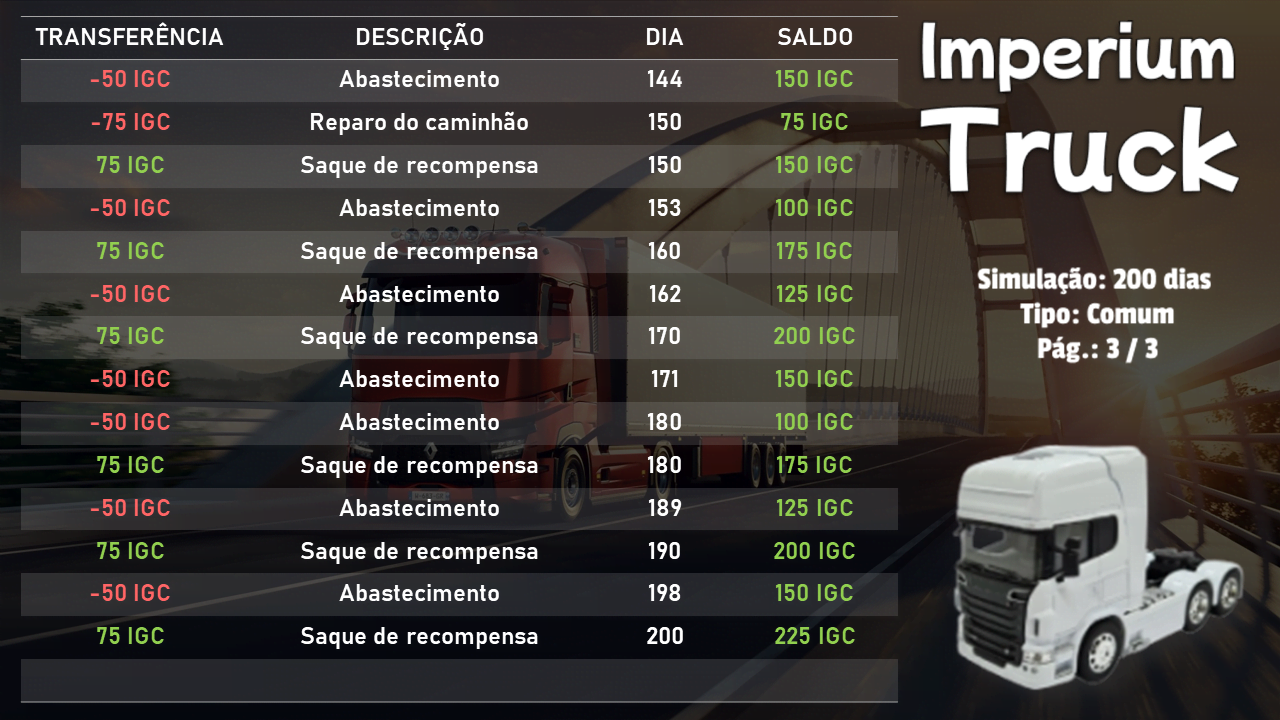 TRANSFERÊNCIA DESCRIÇÃO DIA SALDO
-50 IGC Abastecimento 144 150 IGC
-75 IGC Reparo do caminhão 150 75 IGC
75 IGC Saque de recompensa 150 150 IGC
-50 IGC Abastecimento 153 100 IGC
75 IGC Saque de recompensa 160 175 IGC
-50 IGC Abastecimento 162 125 IGC
75 IGC Saque de recompensa 170 200 IGC
-50 IGC Abastecimento 171 150 IGC
-50 IGC Abastecimento 180 100 IGC
75 IGC Saque de recompensa 180 175 IGC
-50 IGC Abastecimento 189 125 IGC
75 IGC Saque de recompensa 190 200 IGC
-50 IGC Abastecimento 198 150 IGC
75 IGC Saque de recompensa 200 225 IGC
Imperium
Truck
Simulação: 200 dias
Tipo: Comum
Pág.: 3 / 3